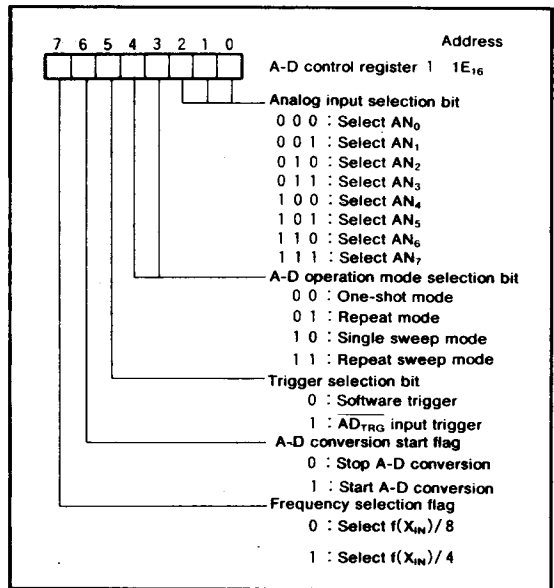 Address
7 6 5 4 3 2 1 0
A-D control register 1 1E₁₆
Analog input selection bit
0 0 0 : Select AN₀
0 0 1 : Select AN₁
0 1 0 : Select AN₂
0 1 1 : Select AN₃
1 0 0 : Select AN₄
1 0 1 : Select AN₅
1 1 0 : Select AN₆
1 1 1 : Select AN₇
A-D operation mode selection bit
0 0 : One-shot mode
0 1 : Repeat mode
1 0 : Single sweep mode
1 1 : Repeat sweep mode
Trigger selection bit
0 : Software trigger
1 : A̅D̅T̅R̅G̅ input trigger
A-D conversion start flag
0 : Stop A-D conversion
1 : Start A-D conversion
Frequency selection flag
0 : Select f(X_IN)/8
1 : Select f(X_IN)/4